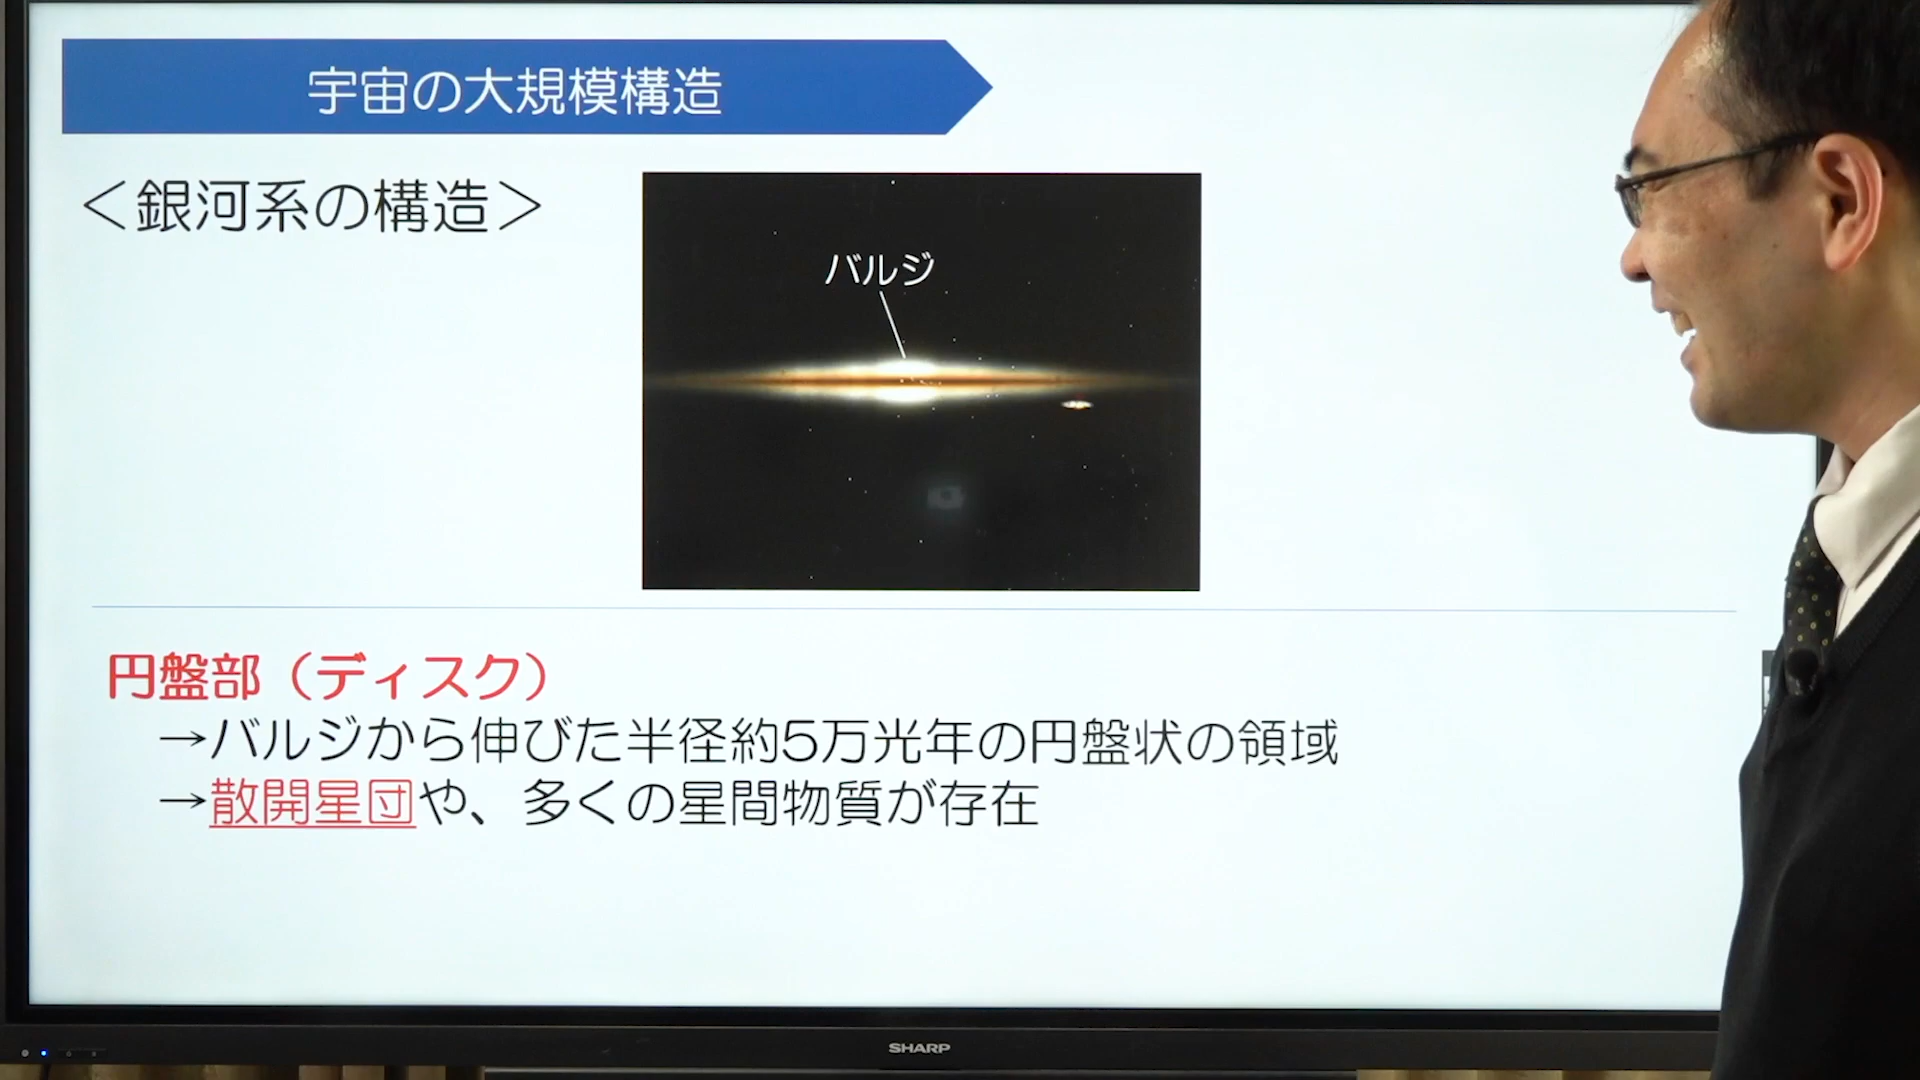 宇宙の大規模構造
＜銀河系の構造＞
バルジ
円盤部（ディスク）
→バルジから伸びた半径約5万光年の円盤状の領域
→散開星団や、多くの星間物質が存在
SHARP